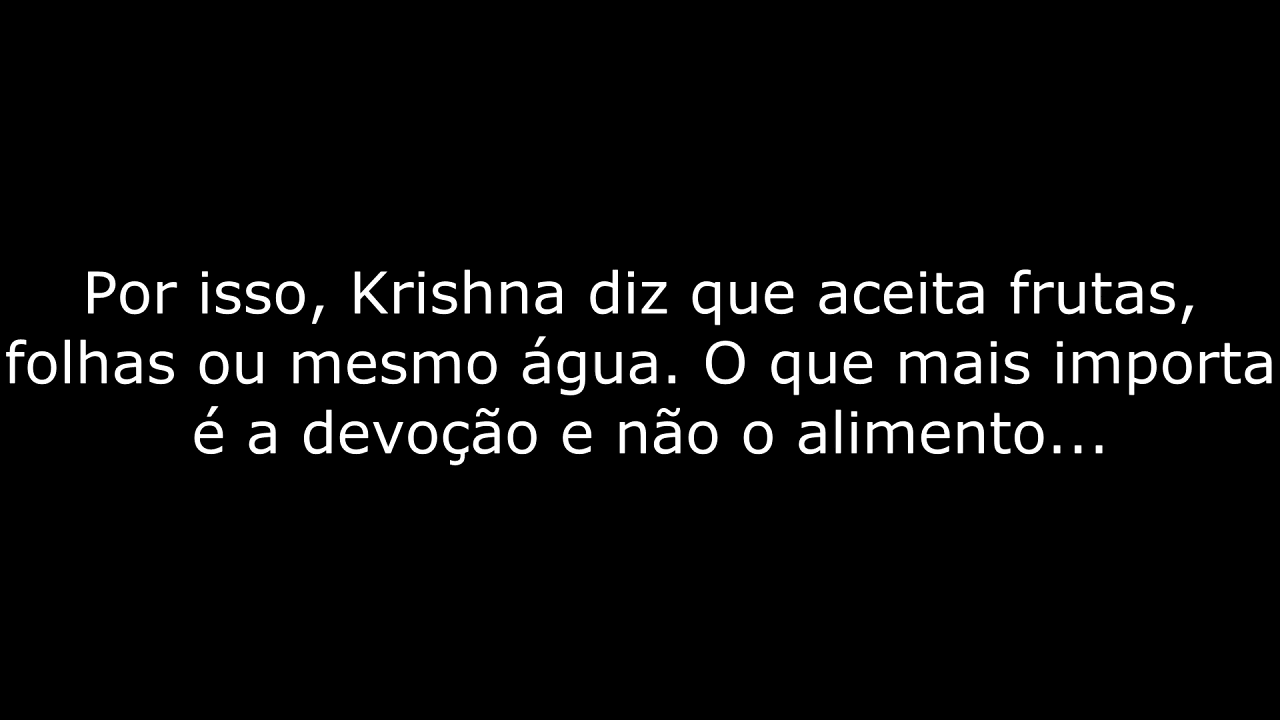 Por isso, Krishna diz que aceita frutas,
folhas ou mesmo água. O que mais importa
é a devoção e não o alimento...